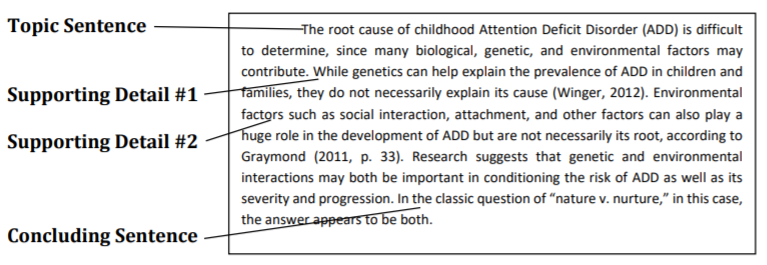 Topic Sentence
Supporting Detail #1
Supporting Detail #2
Concluding Sentence
The root cause of childhood Attention Deficit Disorder (ADD) is difficult
to determine, since many biological, genetic, and environmental factors may
contribute. While genetics can help explain the prevalence of ADD in children and
families, they do not necessarily explain its cause (Winger, 2012). Environmental
factors such as social interaction, attachment, and other factors can also play a
huge role in the development of ADD but are not necessarily its root, according to
Graymond (2011, p. 33). Research suggests that genetic and environmental
interactions may both be important in conditioning the risk of ADD as well as its
severity and progression. In the classic question of “nature v. nurture,” in this case,
the answer appears to be both.